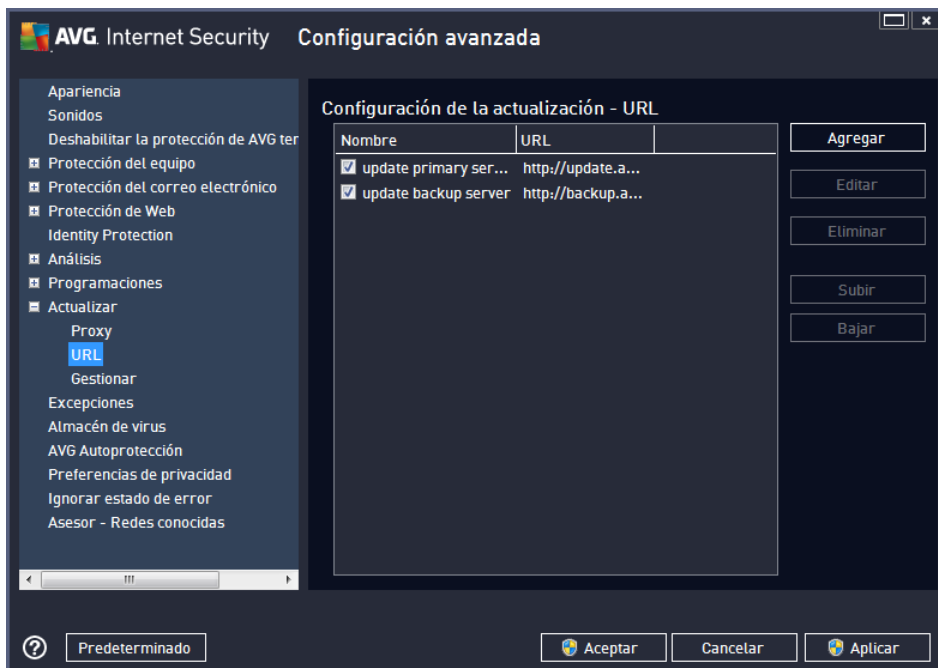 AVG. Internet Security Configuración avanzada
Apariencia
Sonidos
Deshabilitar la protección de AVG ter
Protección del equipo
Protección del correo electrónico
Protección de Web
Identity Protection
Análisis
Programaciones
Actualizar
Proxy
URL
Gestionar
Excepciones
Almacén de virus
AVG Autoprotección
Preferencias de privacidad
Ignorar estado de error
Asesor - Redes conocidas
Configuración de la actualización - URL
Nombre URL
update primary ser... http://update.a...
update backup server http://backup.a...
Agregar
Editar
Eliminar
Subir
Bajar
Predeterminado
Aceptar
Cancelar
Aplicar